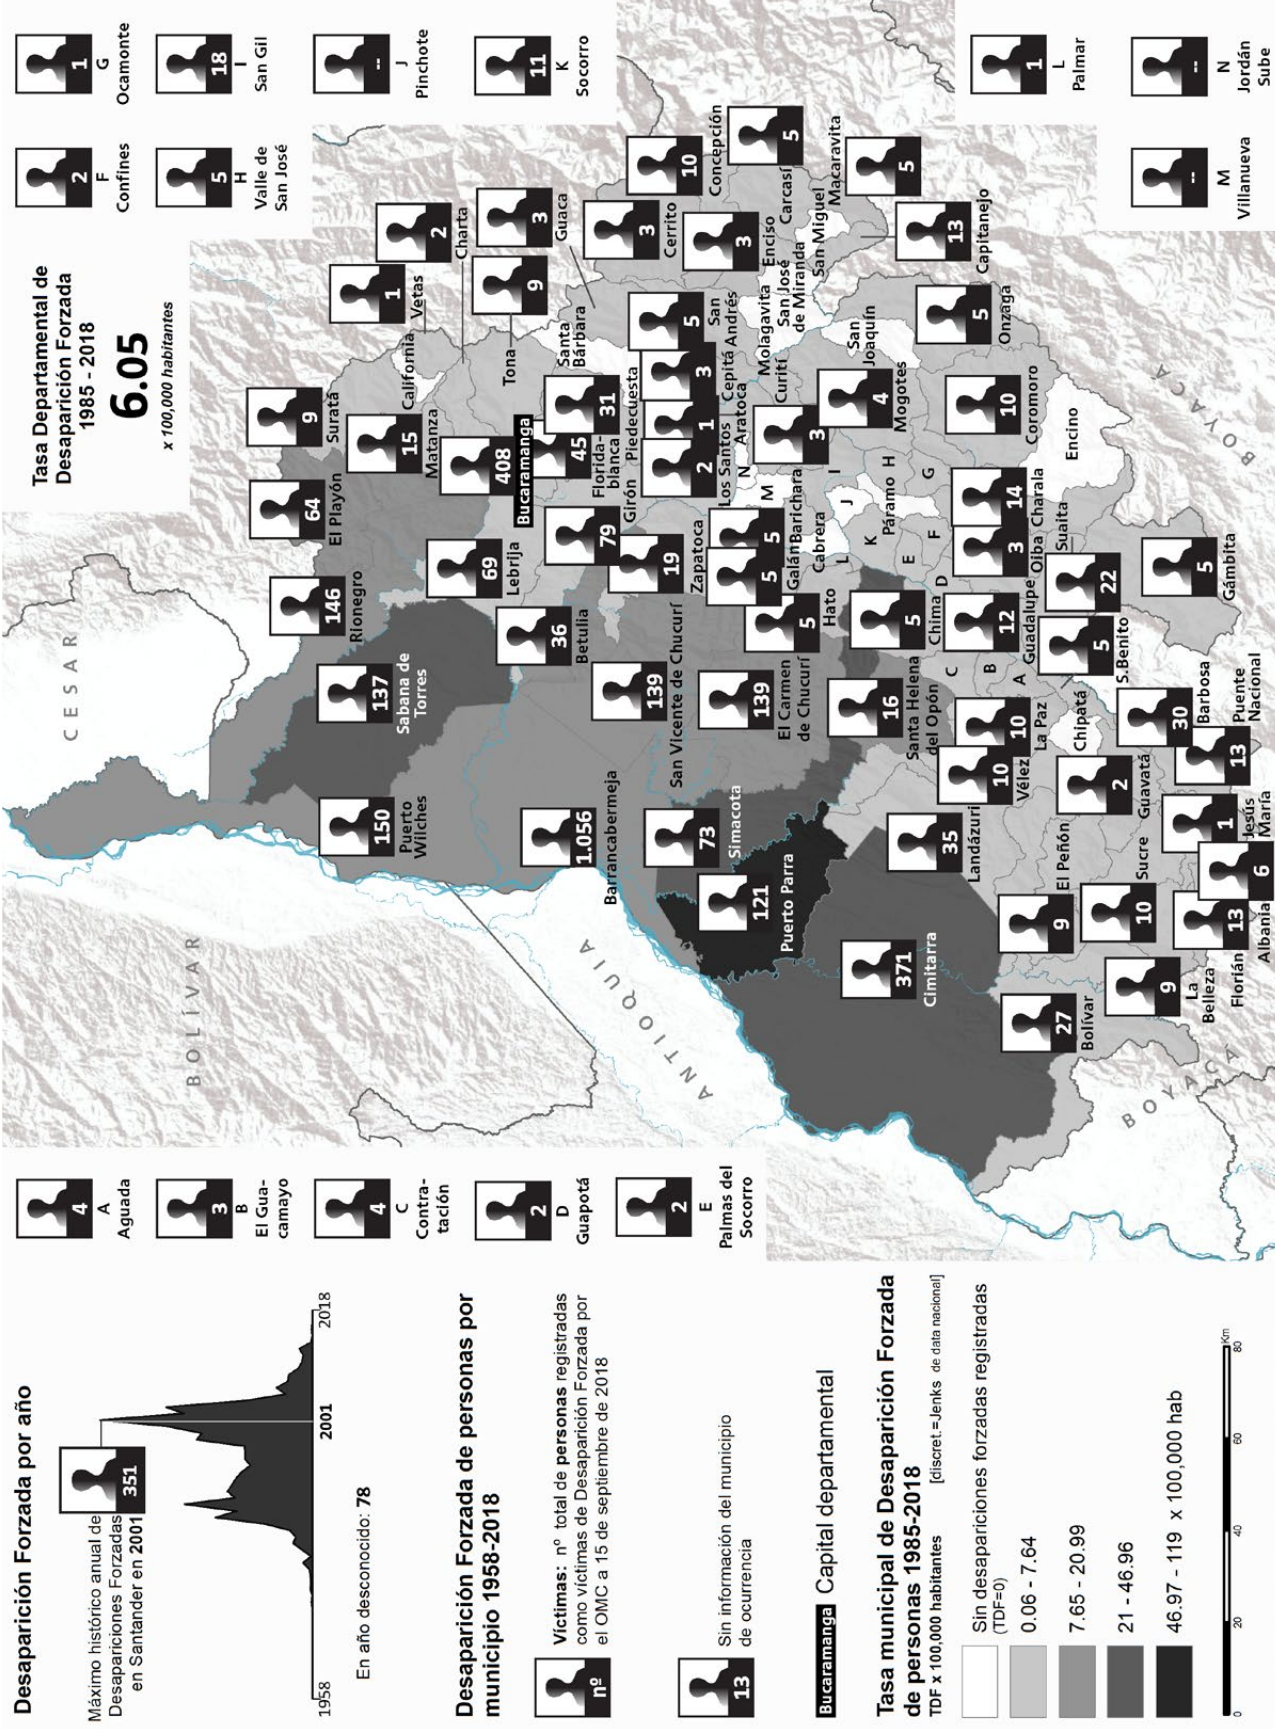 Desaparición Forzada por año
Máximo histórico anual de
Desapariciones Forzadas
en Santander en 2001
351
1958
2001
2018
En año desconocido: 78
Desaparición Forzada de personas por
municipio 1958-2018
nº
Víctimas: nº total de personas registradas
como víctimas de Desaparición Forzada por
el OMC a 15 de septiembre de 2018
13
Sin información del municipio
de ocurrencia
Bucaramanga Capital departamental
Tasa municipal de Desaparición Forzada
de personas 1985-2018
TDF x 100,000 habitantes [discret.=Jenks de data nacional]
Sin desapariciones forzadas registradas
(TDF=0)
0.06 - 7.64
7.65 - 20.99
21 - 46.96
46.97 - 119 x 100,000 hab
0 20 40 60 80 Km
4
A
Aguada
3
B
El Gua-
camayo
4
C
Contra-
tación
2
D
Guapotá
2
E
Palmas del
Socorro
2
F
Confines
1
G
Ocamonte
5
H
Valle de
San José
18
I
San Gil
--
J
Pinchote
11
K
Socorro
1
L
Palmar
--
M
Villanueva
--
N
Jordán
Sube
Tasa Departamental de
Desaparición Forzada
1985 - 2018
6.05
x 100,000 habitantes
CESAR
BOLÍVAR
ANTIOQUIA
BOYACÁ
BOYACÁ
9
Suratá
64
El Playón
146
Rionegro
15
Matanza
California
1
Vetas
2
Charta
9
Tona
3
Guaca
Santa
Bárbara
137
Sabana de
Torres
150
Puerto
Wilches
69
Lebrija
408
Bucaramanga
45
Florida-
blanca
31
Piedecuesta
79
Girón
36
Betulia
1.056
Barrancabermeja
139
San Vicente de Chucurí
19
Zapatoca
2
Los Santos
1
Aratoca
3
Cepitá
5
San
Andrés
3
Cerrito
10
Concepción
3
Enciso
5
Carcasí
5
Macaravita
San Miguel
13
Capitanejo
San José
de Miranda
Molagavita
3
Curití
4
Mogotes
San
Joaquín
5
Onzaga
10
Coromoro
Encino
73
Simacota
139
El Carmen
de Chucurí
121
Puerto Parra
5
Galán
5
Barichara
Cabrera
5
Hato
16
Santa Helena
del Opón
5
Chima
12
Guadalupe
3
Oiba
14
Charala
Páramo
Suaita
22
5
Gámbita
5
S.Benito
371
Cimitarra
35
Landázuri
10
Vélez
10
La Paz
Chipatá
30
Barbosa
13
Puente
Nacional
2
Guavatá
1
Jesús
María
El Peñón
9
Sucre
10
27
Bolívar
9
La
Belleza
13
Florián
6
Albania
A
B
C
D
E
F
G
H
I
J
K
L
M
N